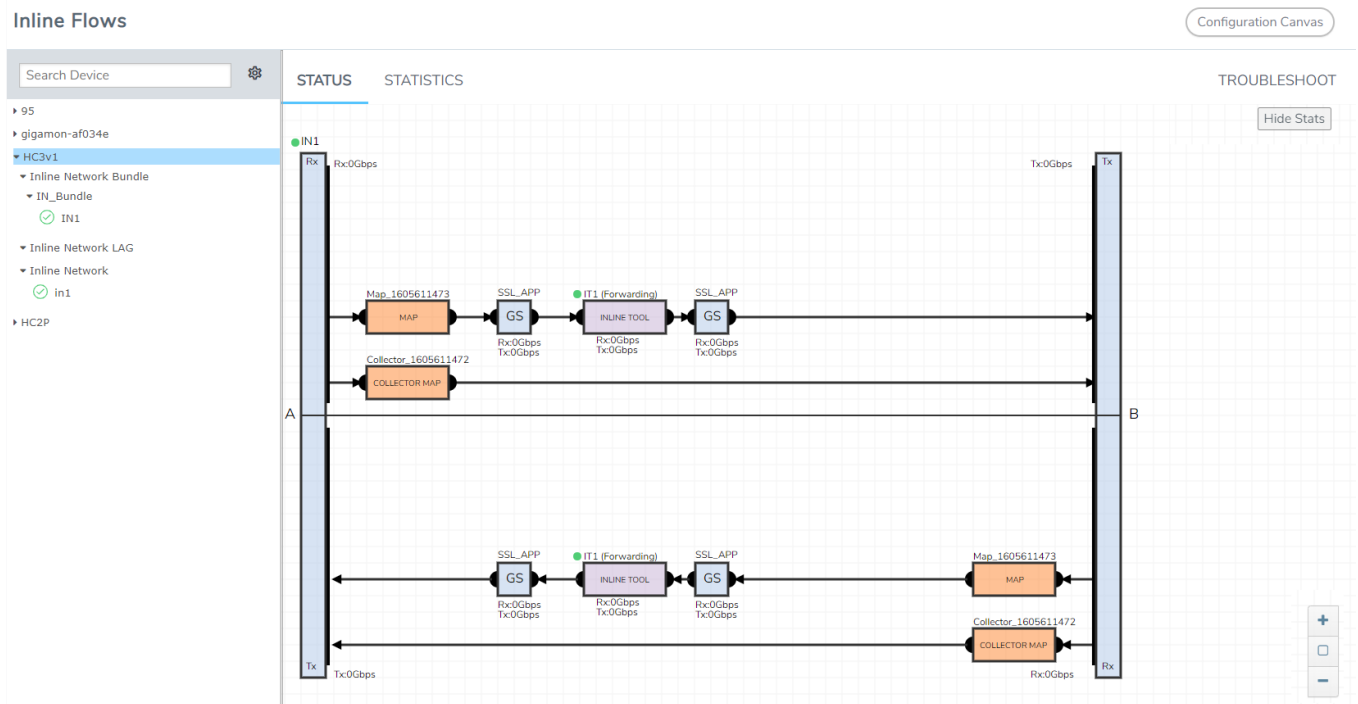 Inline Flows
Configuration Canvas
Search Device
STATUS STATISTICS TROUBLESHOOT
Hide Stats
95
gigamon-af034e
HC3v1
Inline Network Bundle
IN_Bundle
IN1
Inline Network LAG
Inline Network
in1
HC2P
IN1
Rx Rx:0Gbps Tx:0Gbps Tx
Map_1605611473 SSL_APP IT1 (Forwarding) SSL_APP
MAP GS INLINE TOOL GS
Rx:0Gbps Rx:0Gbps Rx:0Gbps
Tx:0Gbps Tx:0Gbps Tx:0Gbps
Collector_1605611472
COLLECTOR MAP
A B
SSL_APP IT1 (Forwarding) SSL_APP Map_1605611473
GS INLINE TOOL GS MAP
Rx:0Gbps Rx:0Gbps Rx:0Gbps
Tx:0Gbps Tx:0Gbps Tx:0Gbps
Collector_1605611472
COLLECTOR MAP
Tx Tx:0Gbps Rx:0Gbps Rx
+
−